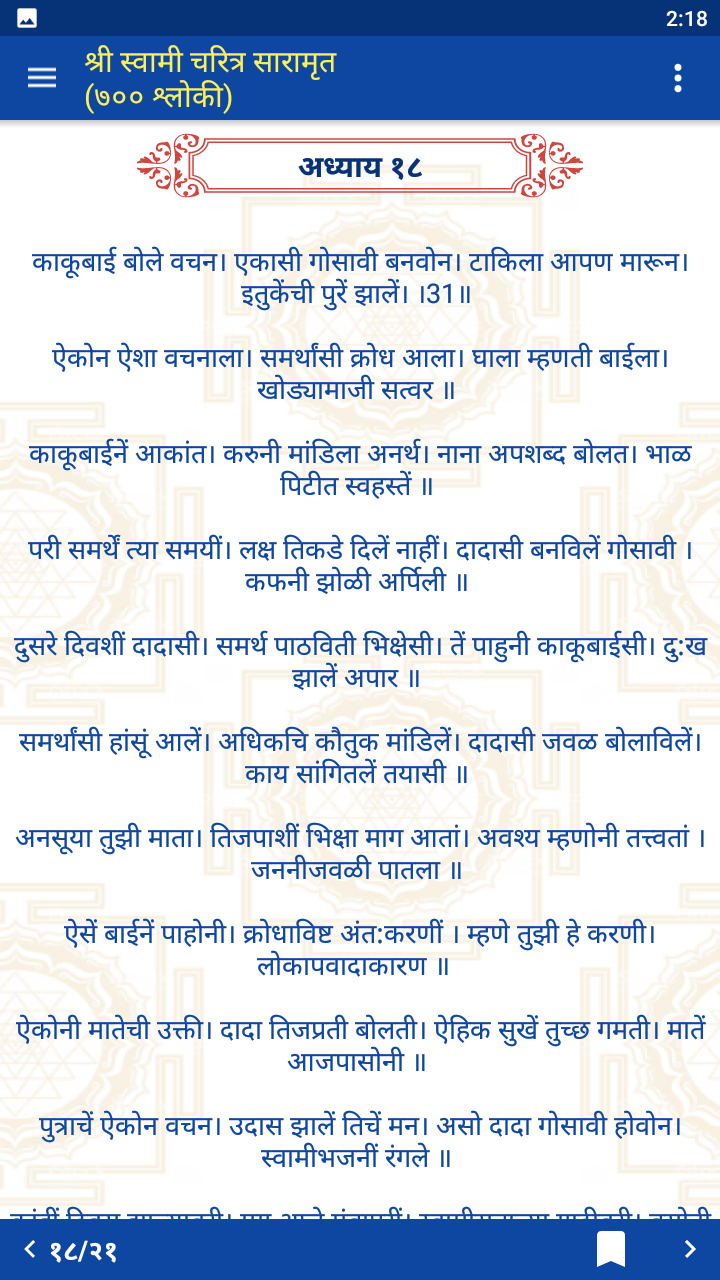 2:18
श्री स्वामी चरित्र सारामृत
(७०० श्लोकी)
अध्याय १८
काकूबाई बोले वचन। एकासी गोसावी बनवोन। टाकिला आपण मारून।
इतुकेंची पुरें झालें। ।31॥
ऐकोन ऐशा वचनाला। समर्थांसी क्रोध आला। घाला म्हणती बाईला।
खोड्यामाजी सत्वर ॥
काकूबाईनें आकांत। करुनी मांडिला अनर्थ। नाना अपशब्द बोलत। भाळ
पिटीत स्वहस्तें ॥
परी समर्थें त्या समयीं। लक्ष तिकडे दिलें नाहीं। दादासी बनविलें गोसावी ।
कफनी झोळी अर्पिली ॥
दुसरे दिवशीं दादासी। समर्थ पाठविती भिक्षेसी। तें पाहुनी काकूबाईसी। दु:ख
झालें अपार ॥
समर्थांसी हांसूं आलें। अधिकचि कौतुक मांडिलें। दादासी जवळ बोलाविलें।
काय सांगितलें तयासी ॥
अनसूया तुझी माता। तिजपाशीं भिक्षा माग आतां। अवश्य म्हणोनी तत्त्वतां ।
जननीजवळी पातला ॥
ऐसें बाईनें पाहोनी। क्रोधाविष्ट अंत:करणीं । म्हणे तुझी हे करणी।
लोकापवादाकारण ॥
ऐकोनी मातेची उक्ती। दादा तिजप्रती बोलती। ऐहिक सुखें तुच्छ गमती। मातें
आजपासोनी ॥
पुत्राचें ऐकोन वचन। उदास झालें तिचें मन। असो दादा गोसावी होवोन।
स्वामीभजनीं रंगले ॥
१८/२१